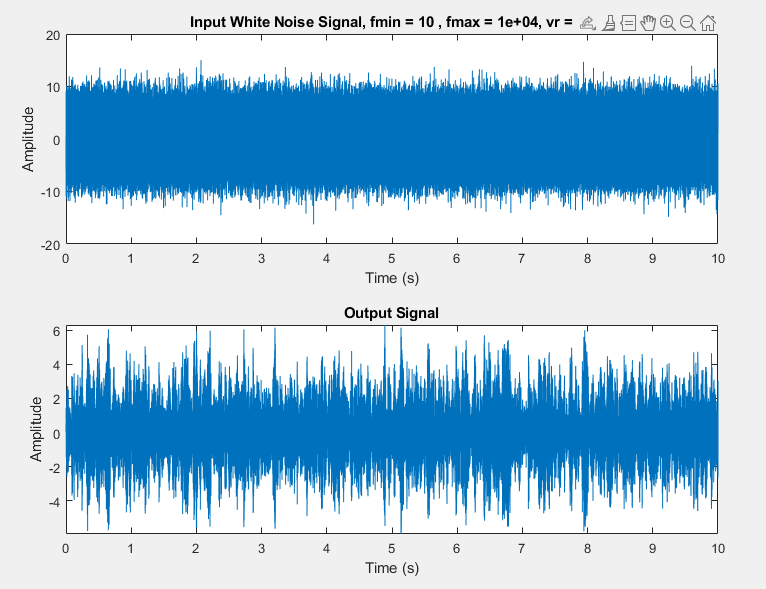 Input White Noise Signal, fmin = 10 , fmax = 1e+04, vr =
20
10
0
-10
-20
Amplitude
0 1 2 3 4 5 6 7 8 9 10
Time (s)
Output Signal
6
4
2
0
-2
-4
Amplitude
0 1 2 3 4 5 6 7 8 9 10
Time (s)